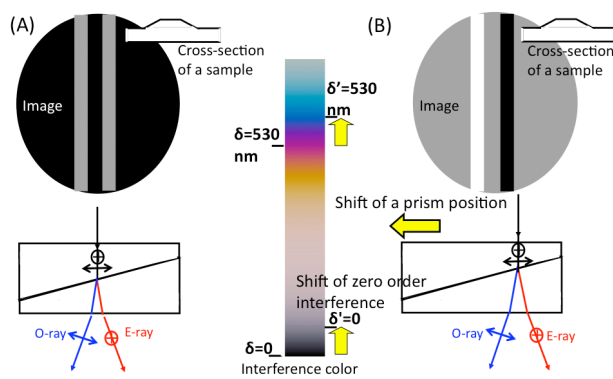 (A)
Cross-section
of a sample
Image
O-ray
E-ray
δ'=530
nm
δ=530
nm
Shift of a prism position
Shift of zero order
interference
δ'=0
δ=0
Interference color
(B)
Cross-section
of a sample
Image
O-ray
E-ray